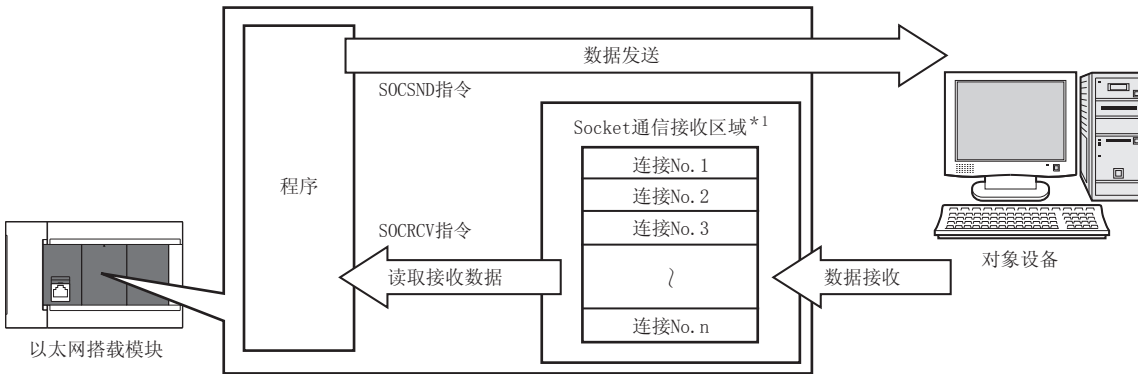 数据发送
SOCSND指令
Socket通信接收区域*1
连接No.1
连接No.2
连接No.3
～
连接No.n
程序
SOCRCV指令
读取接收数据
数据接收
对象设备
以太网搭载模块